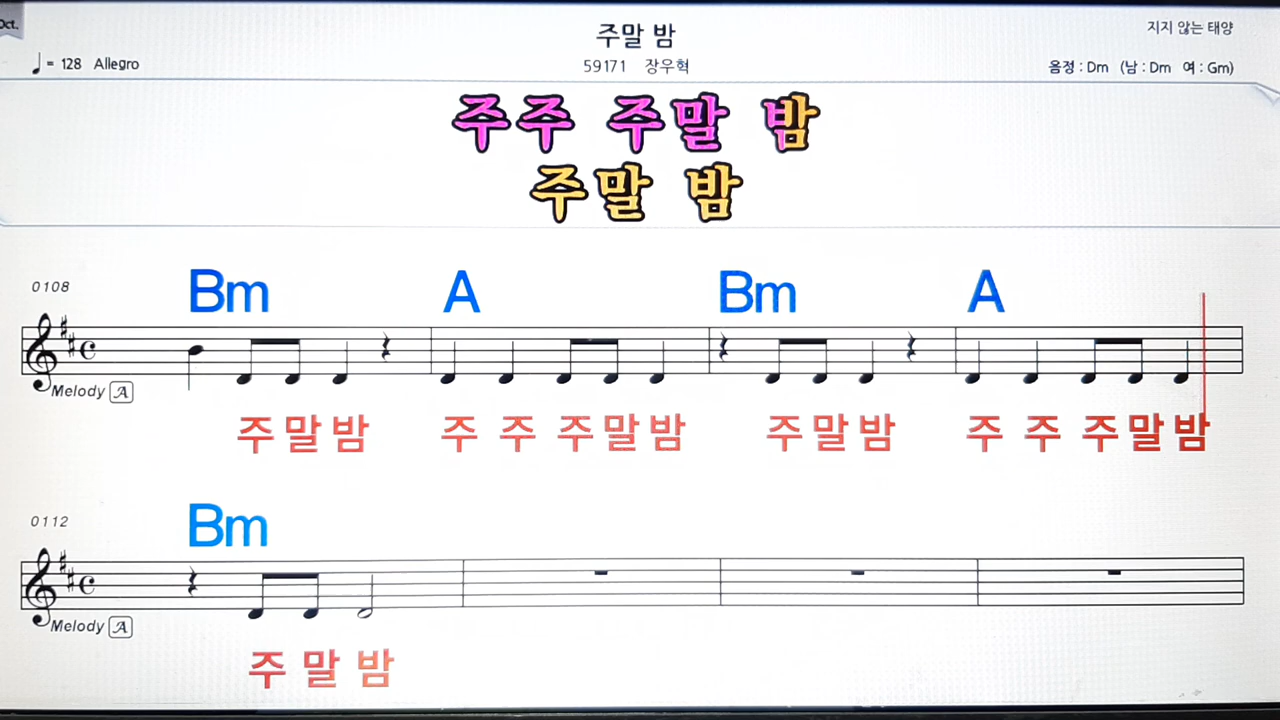 Oct.
주말 밤
지지 않는 태양
♩ = 128 Allegro
59171 장우혁
음정 : Dm (남 : Dm 여 : Gm)
주주 주말 밤
주말 밤
0108
Bm A Bm A
Melody A
주 말 밤 주 주 주 말 밤 주 말 밤 주 주 주 말 밤
0112
Bm
Melody A
주 말 밤